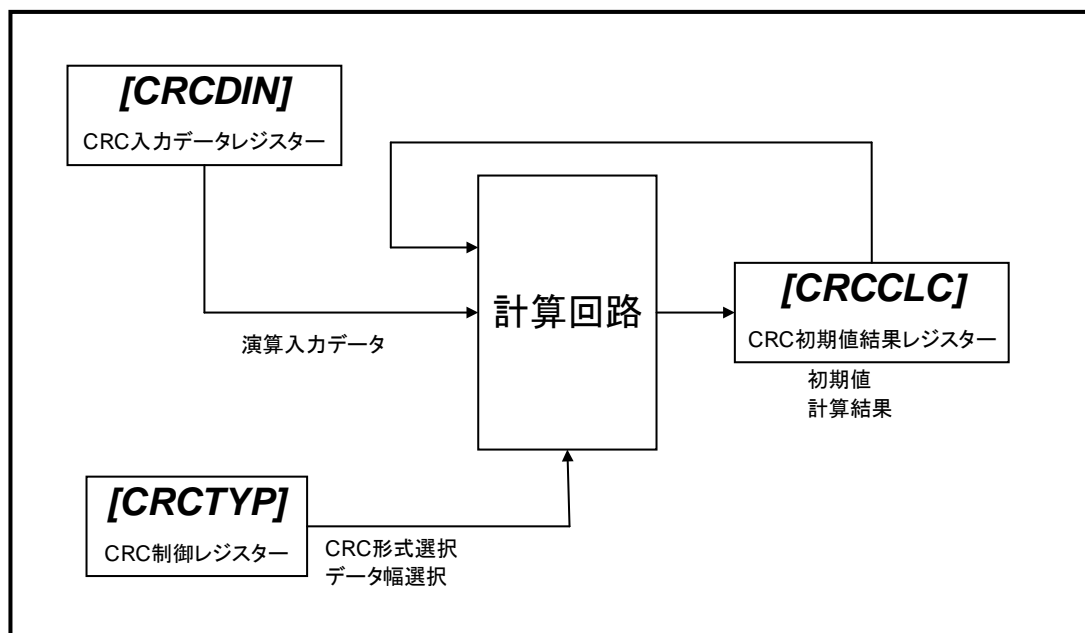 [CRCDIN]
CRC入力データレジスター
演算入力データ
計算回路
[CRCCLC]
CRC初期値結果レジスター
初期値
計算結果
[CRCTYP]
CRC制御レジスター
CRC形式選択
データ幅選択